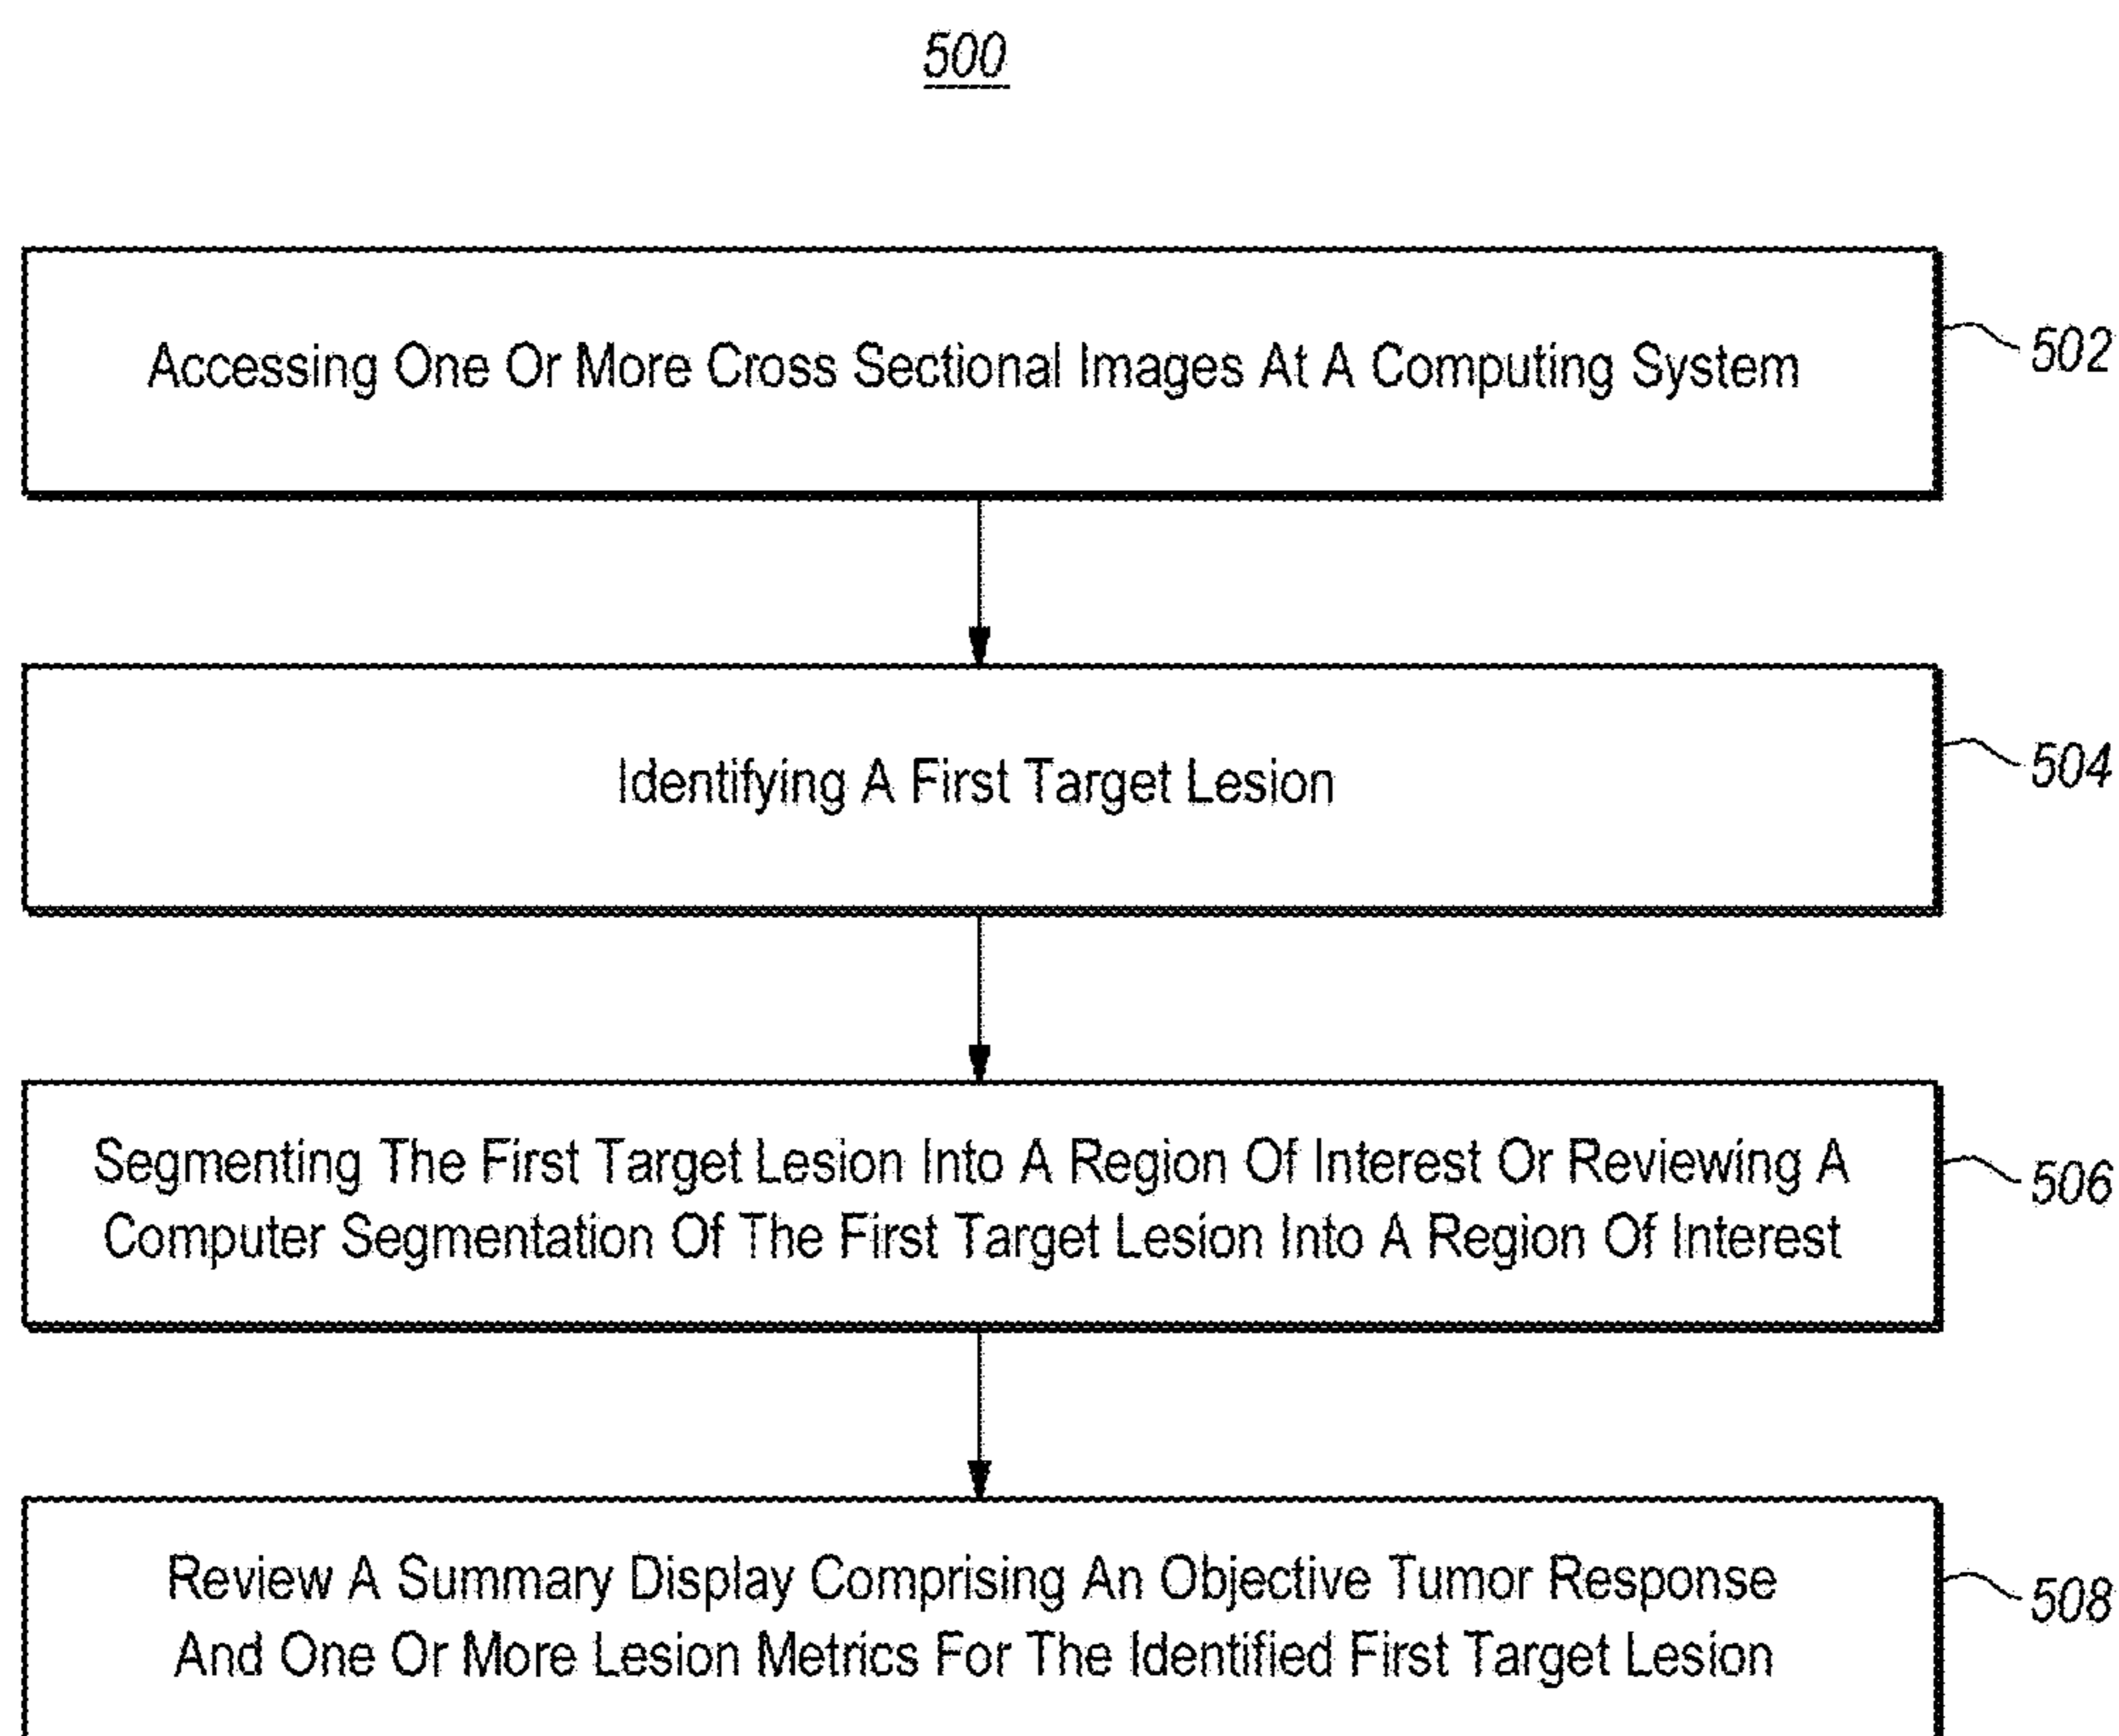 500
Accessing One Or More Cross Sectional Images At A Computing System
502
Identifying A First Target Lesion
504
Segmenting The First Target Lesion Into A Region Of Interest Or Reviewing A
Computer Segmentation Of The First Target Lesion Into A Region Of Interest
506
Review A Summary Display Comprising An Objective Tumor Response
And One Or More Lesion Metrics For The Identified First Target Lesion
508